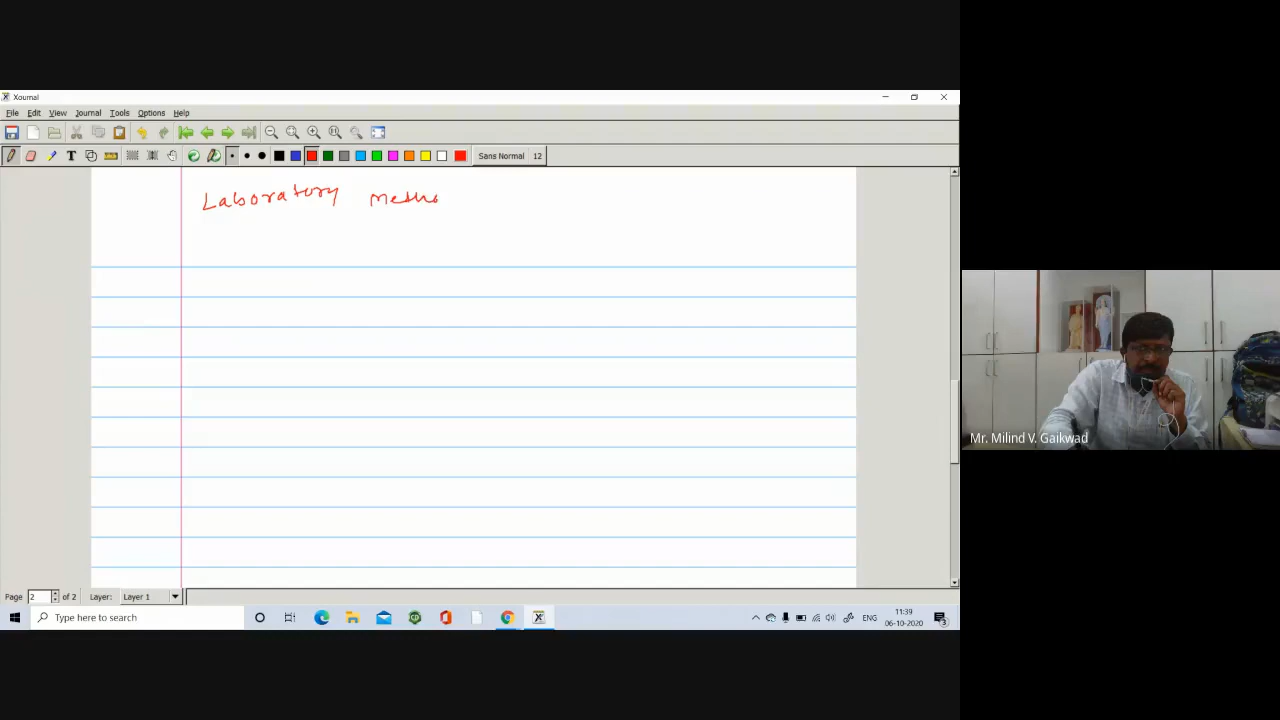 Xournal
File Edit View Journal Tools Options Help
Sans Normal 12
Laboratory Metho
Mr. Milind V. Gaikwad
Page 2 of 2 Layer: Layer 1
Type here to search
ENG
11:39
06-10-2020
3